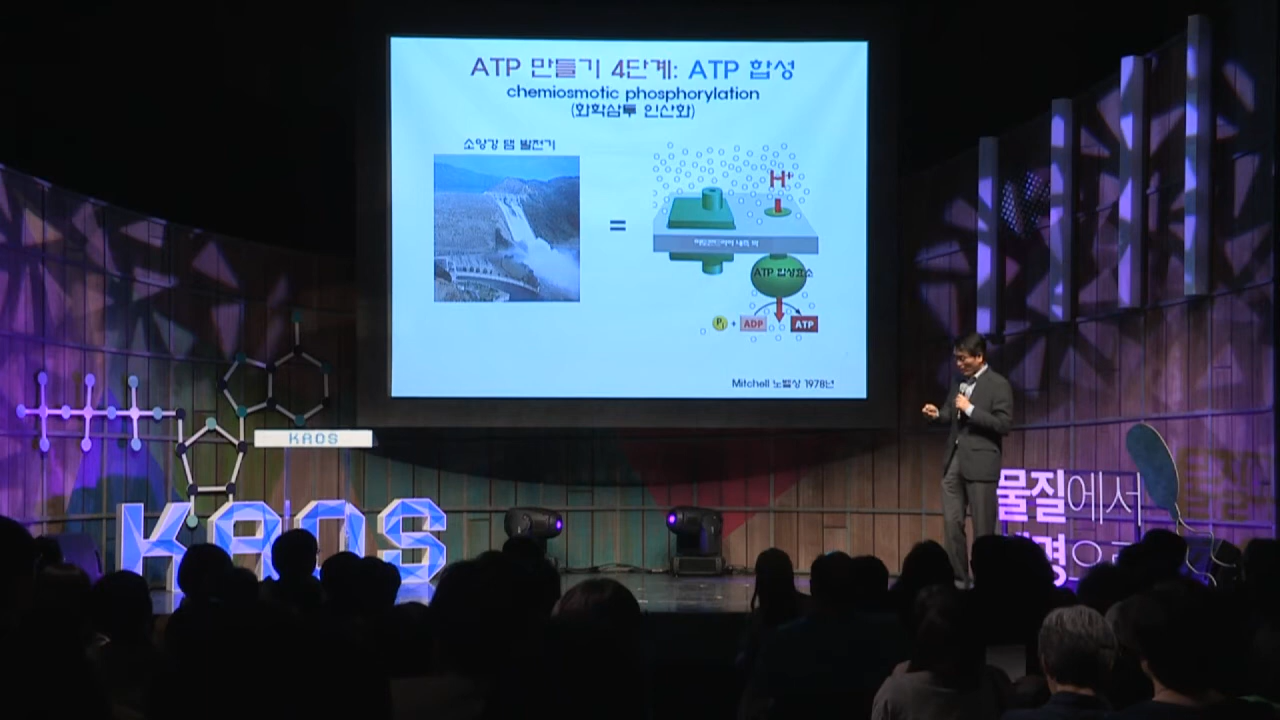 ATP 만들기 4단계: ATP 합성
chemiosmotic phosphorylation
(화학삼투 인산화)
소양강 댐 발전기
=
H+
ATP 합성효소
Pi + ADP
ATP
Mitchell 노벨상 1978년
KAOS
KAOS
물질에서
으로